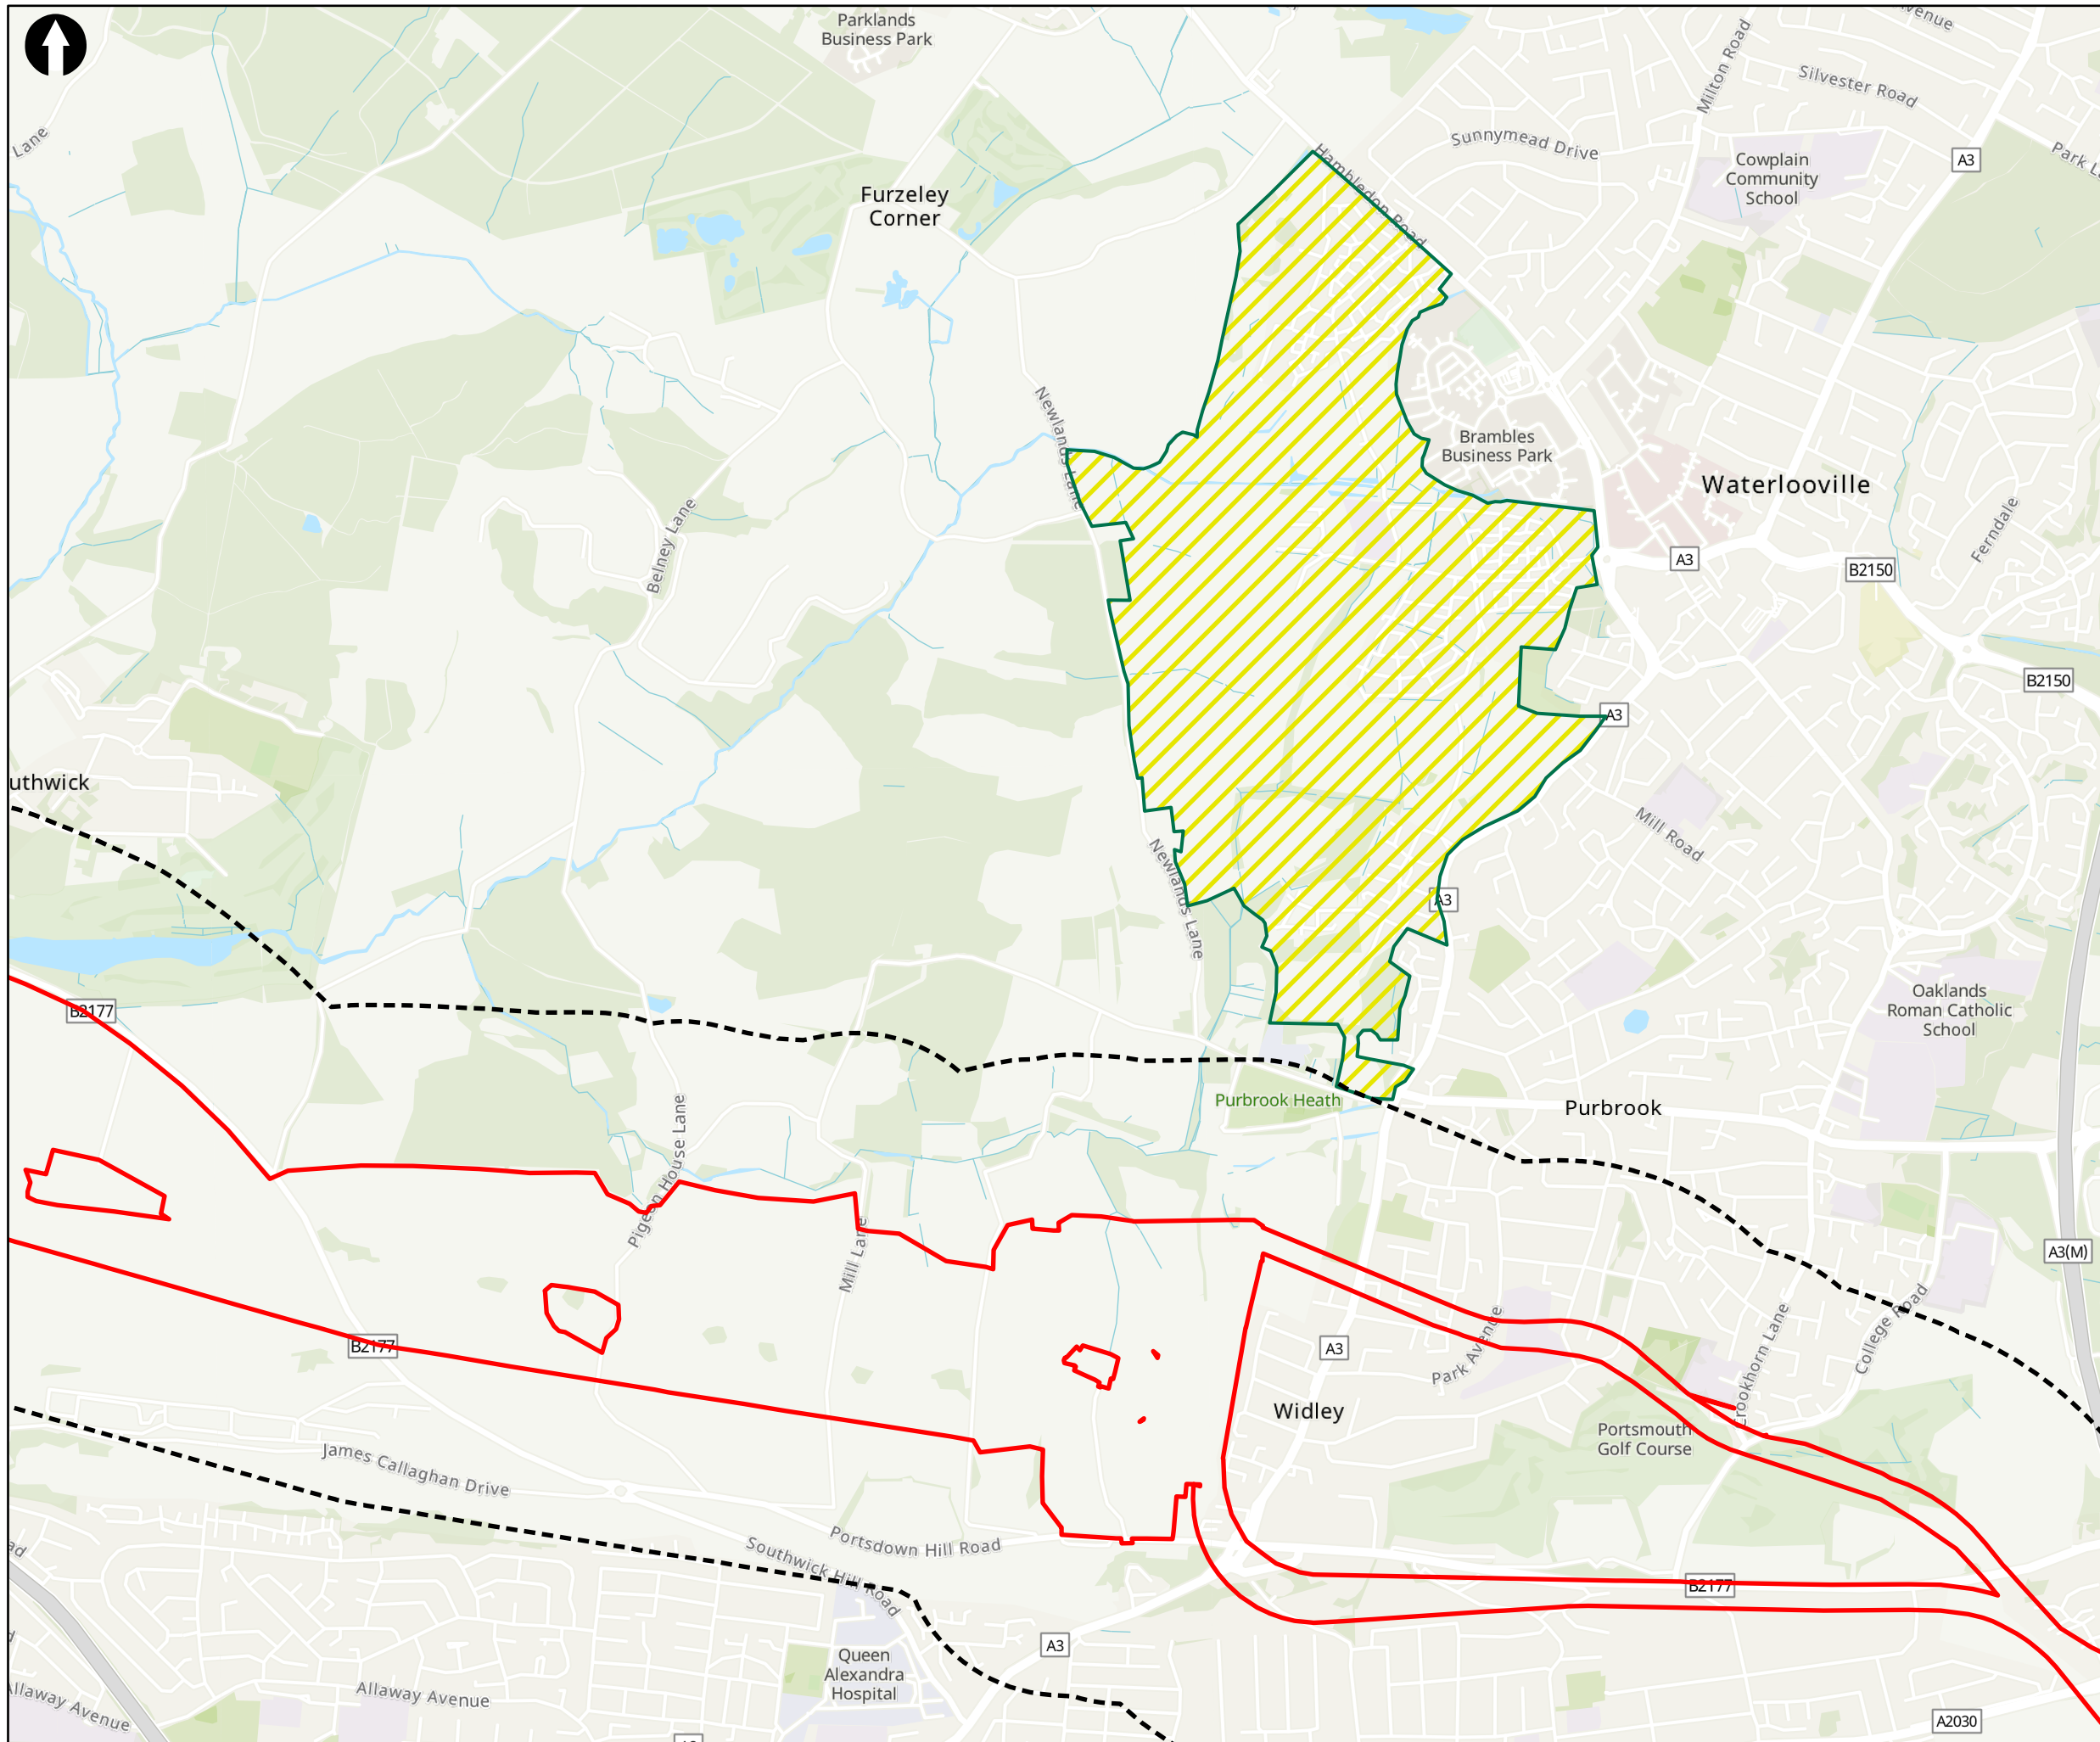 Parklands
Business Park
Avenue
Milton Road
Silvester Road
Lane
Sunnymead Drive
Hambledon Road
Cowplain
Community
School
A3
Park L
Furzeley
Corner
Newlands Lane
Brambles
Business Park
Waterlooville
Belney Lane
Ferndale
A3
B2150
B2150
A3
uthwick
Mill Road
Newlands Lane
A3
B2177
Oaklands
Roman Catholic
School
Purbrook Heath
Purbrook
Pigeon House Lane
Mill Lane
A3(M)
B2177
A3
Park Avenue
Crookhorn Lane
College Road
Widley
Portsmouth
Golf Course
James Callaghan Drive
Portsdown Hill Road
Southwick Hill Road
B2177
ad
A3
Queen
Alexandra
Hospital
Allaway Avenue
Allaway Avenue
A2030